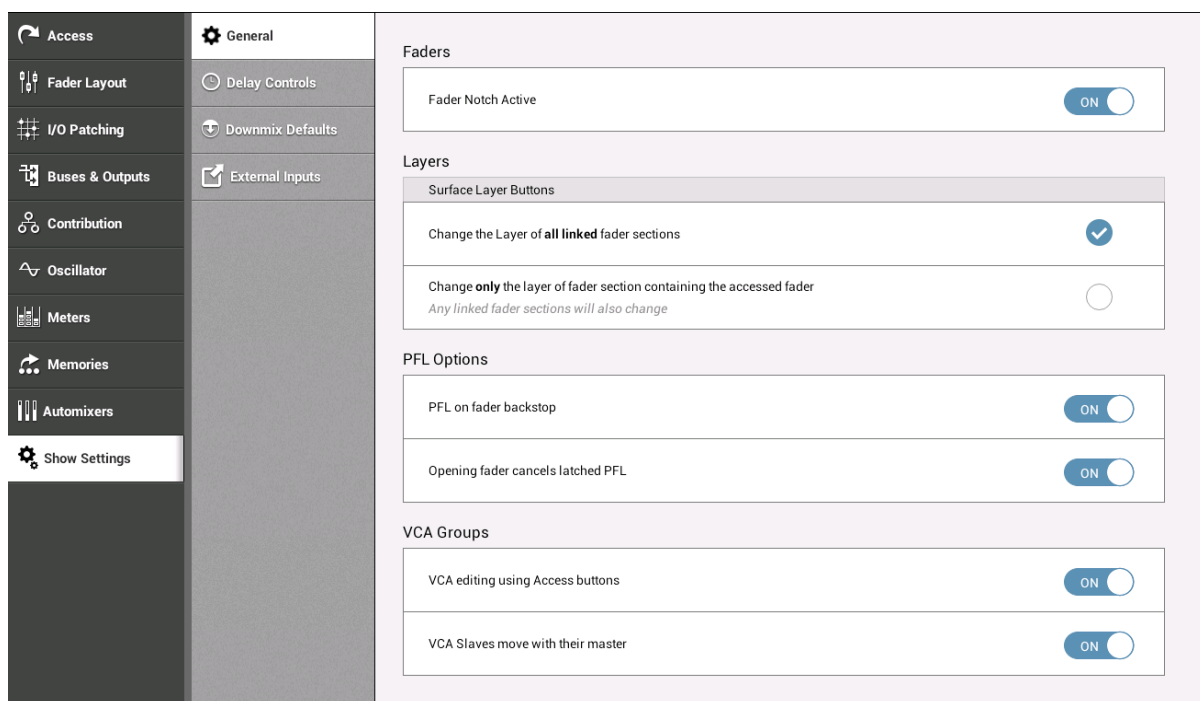 Access
Fader Layout
I/O Patching
Buses & Outputs
Contribution
Oscillator
Meters
Memories
Automixers
Show Settings
General
Delay Controls
Downmix Defaults
External Inputs
Faders
Fader Notch Active
ON
Layers
Surface Layer Buttons
Change the Layer of all linked fader sections
Change only the layer of fader section containing the accessed fader
Any linked fader sections will also change
PFL Options
PFL on fader backstop
ON
Opening fader cancels latched PFL
ON
VCA Groups
VCA editing using Access buttons
ON
VCA Slaves move with their master
ON